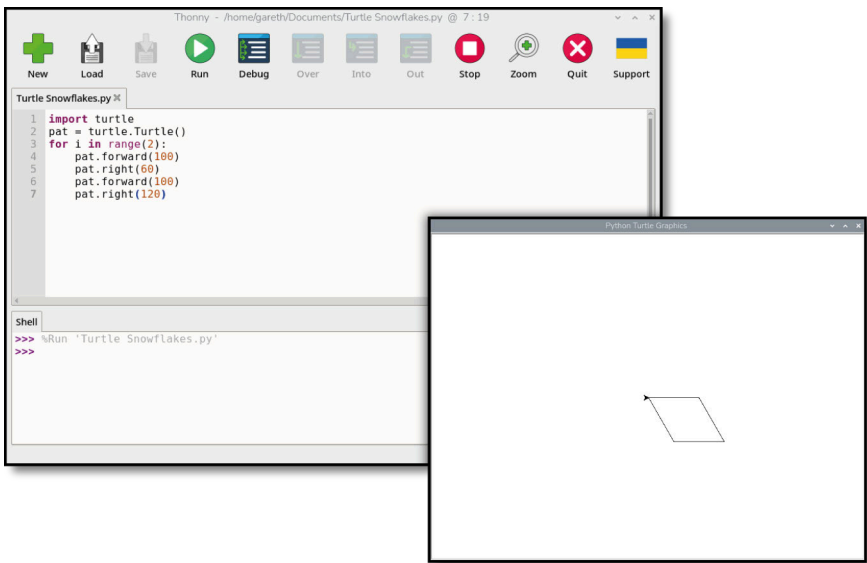 Thonny - /home/gareth/Documents/Turtle Snowflakes.py @ 7 : 19
New Load Save Run Debug Over Into Out Stop Zoom Quit Support
Turtle Snowflakes.py
1 import turtle
2 pat = turtle.Turtle()
3 for i in range(2):
4     pat.forward(100)
5     pat.right(60)
6     pat.forward(100)
7     pat.right(120)
Shell
>>> %Run 'Turtle Snowflakes.py'
>>>
Python Turtle Graphics